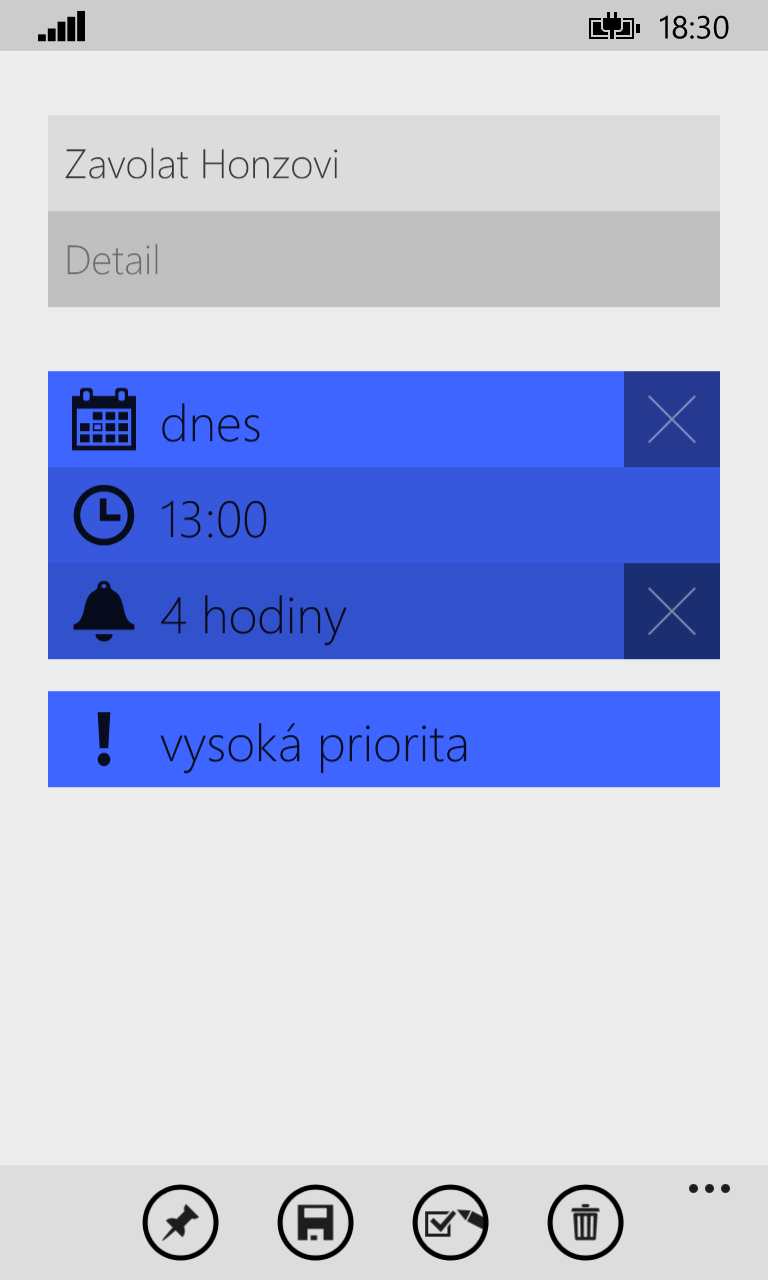 18:30
Zavolat Honzovi
Detail
dnes
13:00
4 hodiny
vysoká priorita